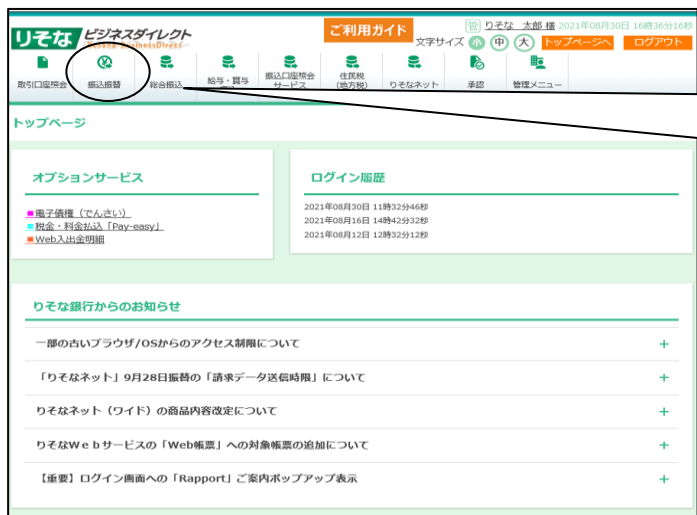 りそな ビジネスダイレクト
Resona Business Direct
ご利用ガイド
管 りそな 太郎 様 2021年08月30日 16時36分16秒
文字サイズ 小 中 大 トップページへ ログアウト
取引口座照会
振込振替
総合振込
給与・賞与
振込口座照会
サービス
住民税
(地方税)
りそなネット
承認
管理メニュー
トップページ
オプションサービス
電子債権（でんさい）
税金・料金払込「Pay-easy」
Web入出金明細
ログイン履歴
2021年08月30日 11時32分46秒
2021年08月16日 14時42分32秒
2021年08月12日 12時32分12秒
りそな銀行からのお知らせ
一部の古いブラウザ/OSからのアクセス制限について
「りそなネット」9月28日振替の「請求データ送信時限」について
りそなネット（ワイド）の商品内容改定について
りそなＷｅｂサービスの「Web帳票」への対象帳票の追加について
【重要】ログイン画面への「Rapport」ご案内ポップアップ表示